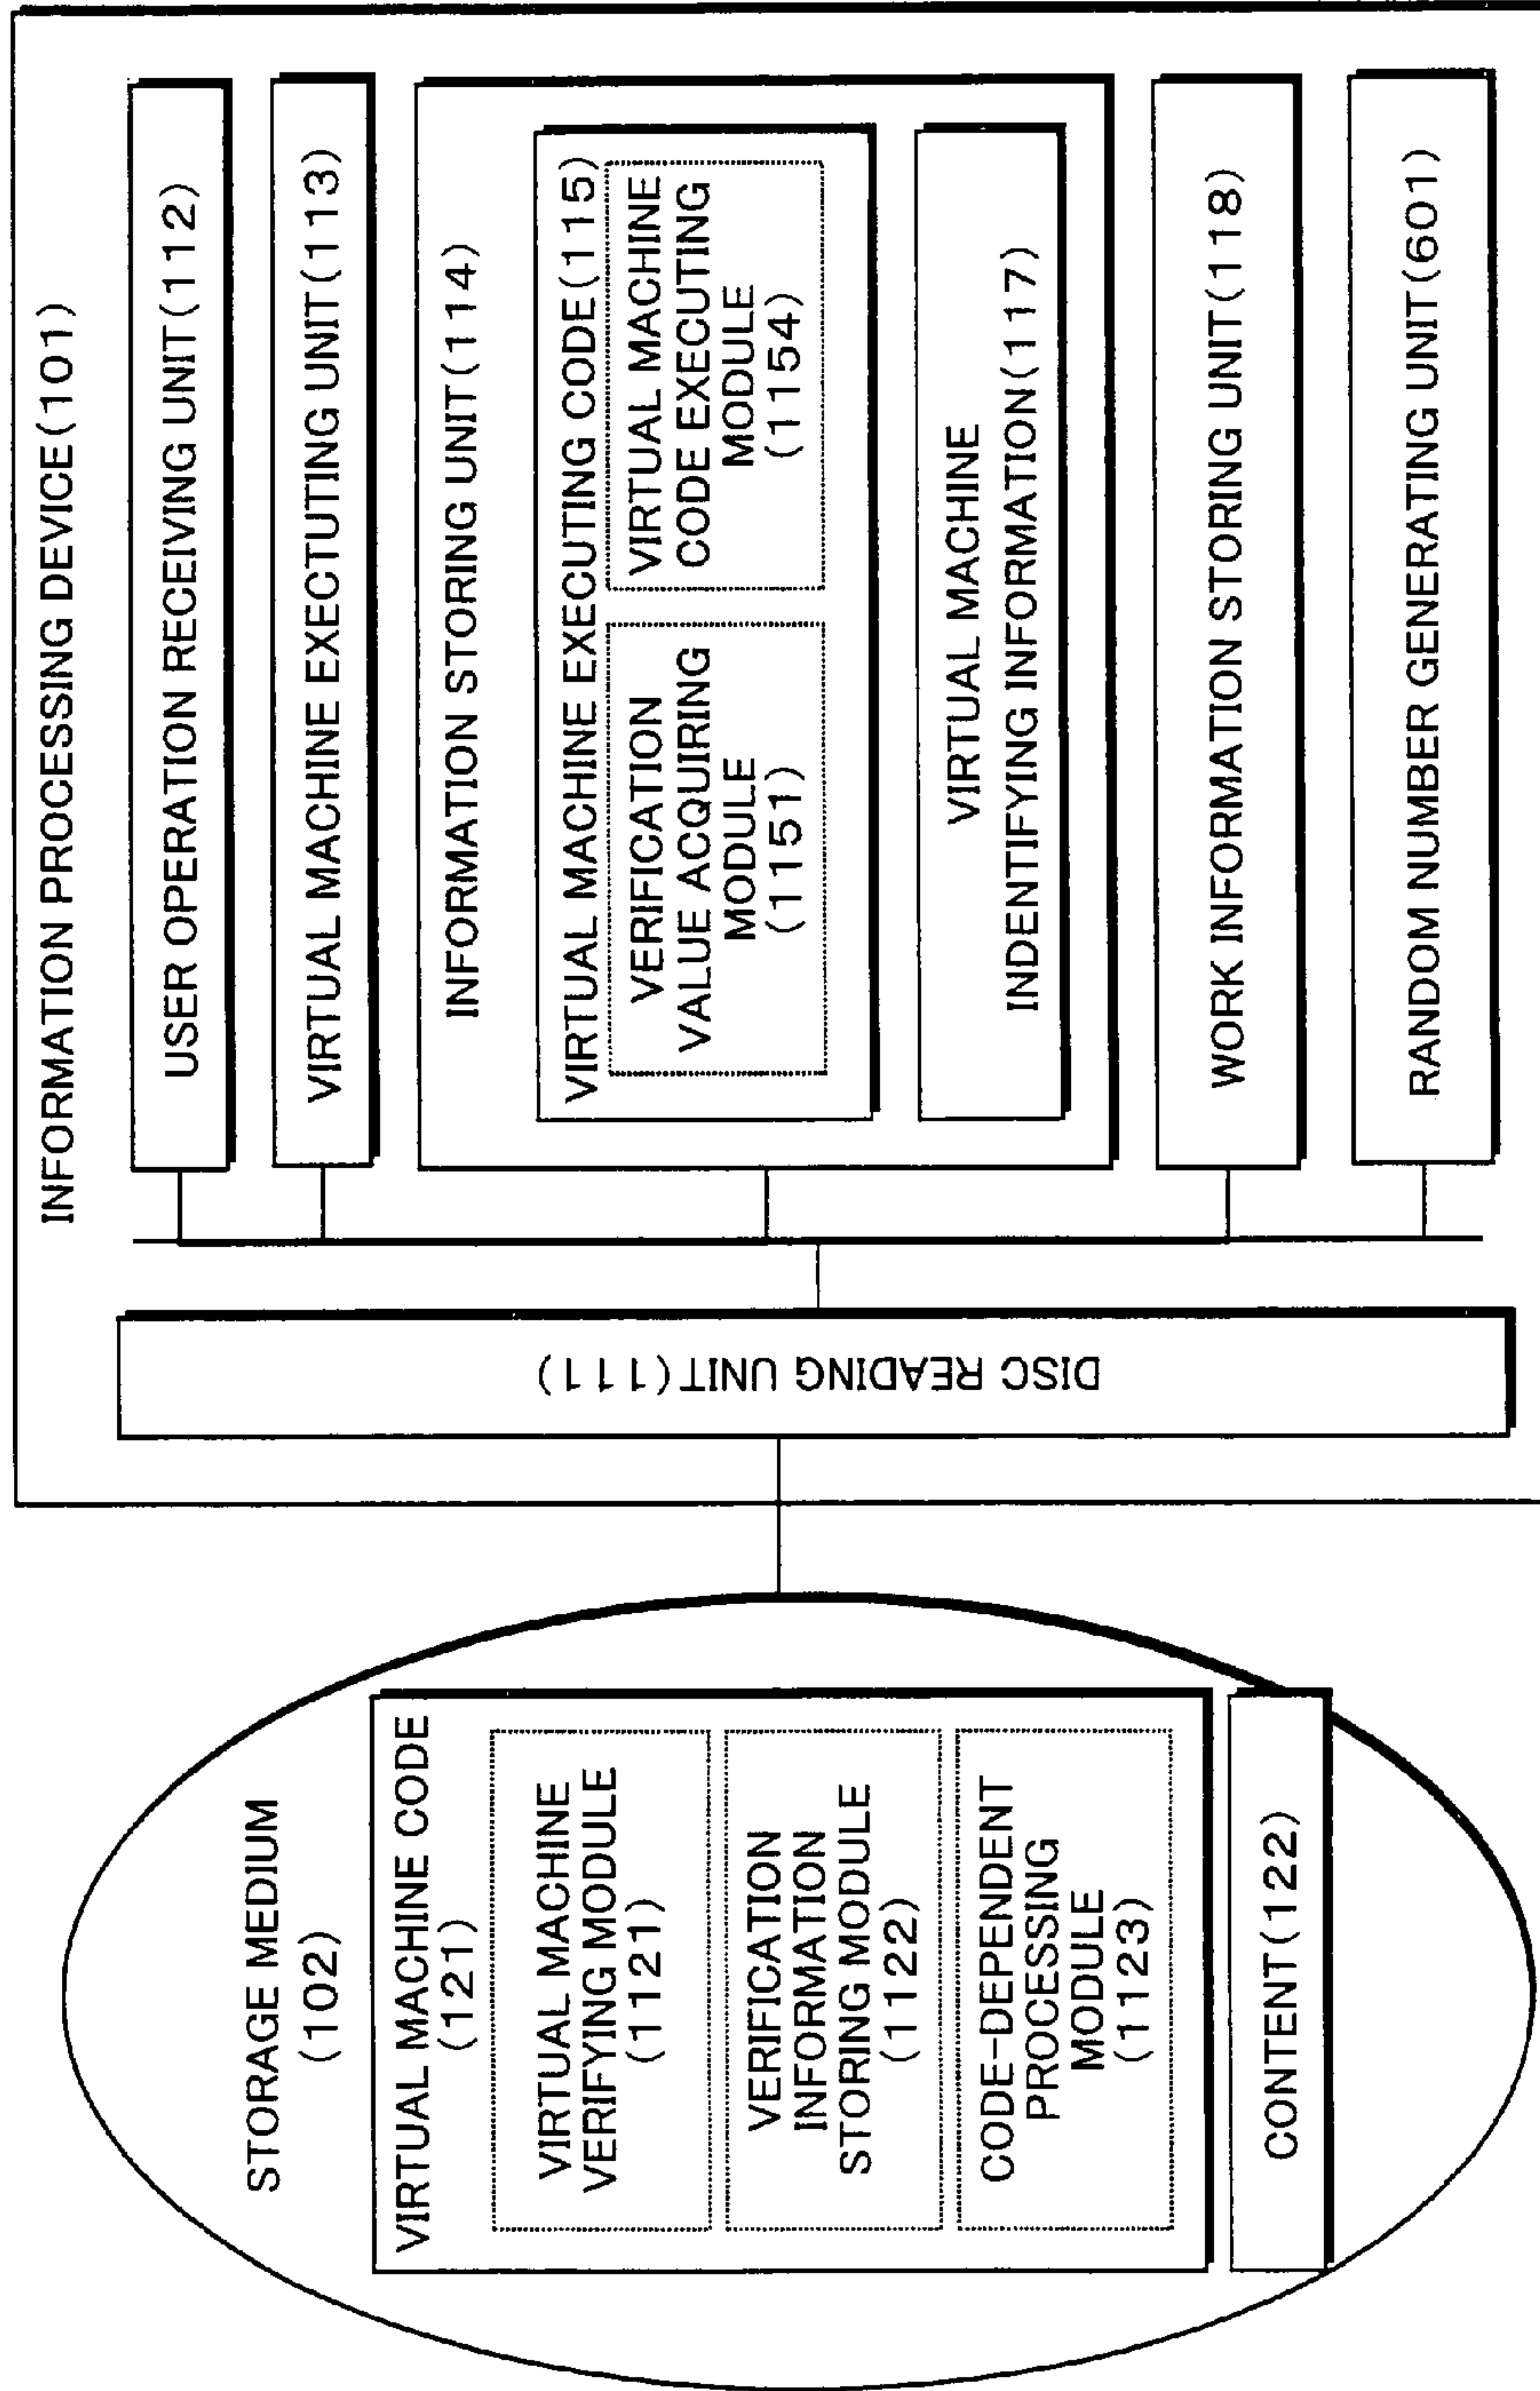 STORAGE MEDIUM
(102)
VIRTUAL MACHINE CODE
(121)
VIRTUAL MACHINE
VERIFYING MODULE
(1121)
VERIFICATION
INFORMATION
STORING MODULE
(1122)
CODE-DEPENDENT
PROCESSING
MODULE
(1123)
CONTENT(122)
INFORMATION PROCESSING DEVICE(101)
DISC READING UNIT(111)
USER OPERATION RECEIVING UNIT(112)
VIRTUAL MACHINE EXECTUTING UNIT(113)
INFORMATION STORING UNIT(114)
VIRTUAL MACHINE EXECUTING CODE(115)
VERIFICATION
VALUE ACQUIRING
MODULE
(1151)
VIRTUAL MACHINE
CODE EXECUTING
MODULE
(1154)
VIRTUAL MACHINE
INDENTIFYING INFORMATION(117)
WORK INFORMATION STORING UNIT(118)
RANDOM NUMBER GENERATING UNIT(601)